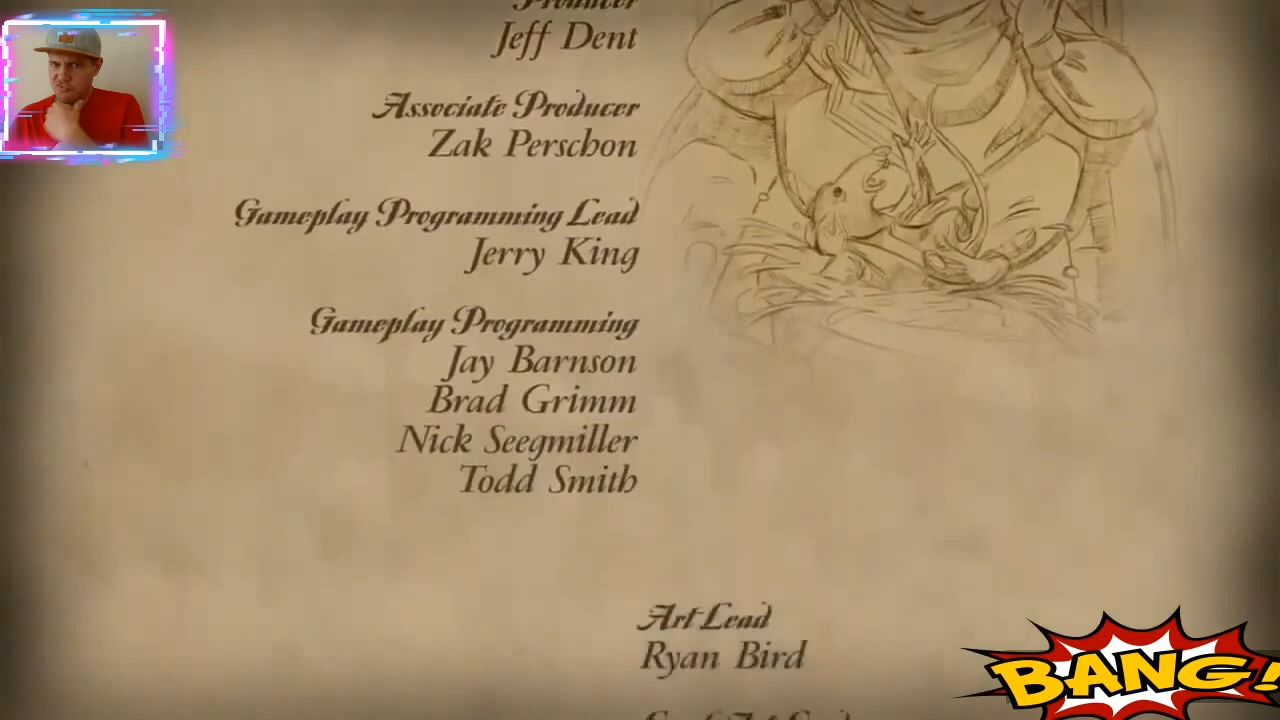 Producer
Jeff Dent
Associate Producer
Zak Perschon
Gameplay Programming Lead
Jerry King
Gameplay Programming
Jay Barnson
Brad Grimm
Nick Seegmiller
Todd Smith
Art Lead
Ryan Bird
BANG!